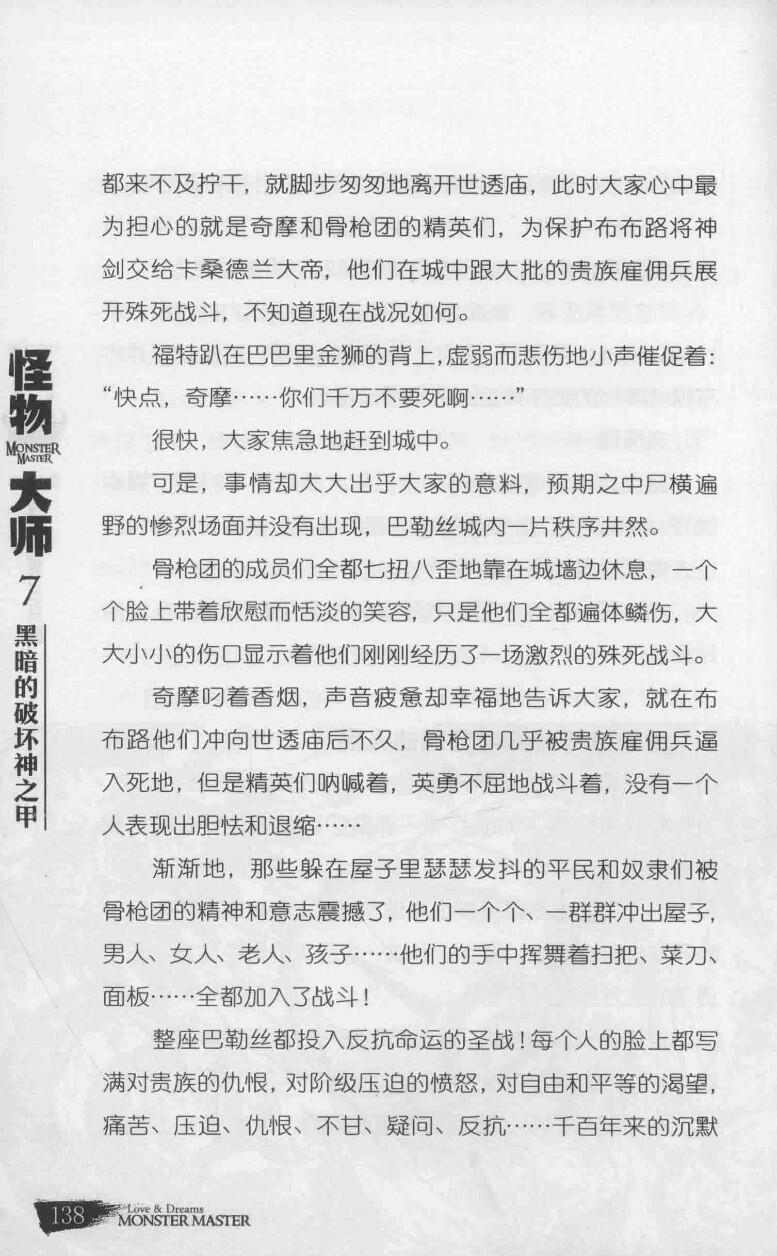 都来不及拧干，就脚步匆匆地离开世透庙，此时大家心中最
为担心的就是奇摩和骨枪团的精英们，为保护布布路将神
剑交给卡桑德兰大帝，他们在城中跟大批的贵族雇佣兵展
开殊死战斗，不知道现在战况如何。
福特趴在巴巴里金狮的背上，虚弱而悲伤地小声催促着：
“快点，奇摩……你们千万不要死啊……”
很快，大家焦急地赶到城中。
可是，事情却大大出乎大家的意料，预期之中尸横遍
野的惨烈场面并没有出现，巴勒丝城内一片秩序井然。
骨枪团的成员们全都七扭八歪地靠在城墙边休息，一个
个脸上带着欣慰而恬淡的笑容，只是他们全都遍体鳞伤，大
大小小的伤口显示着他们刚刚经历了一场激烈的殊死战斗。
奇摩叼着香烟，声音疲惫却幸福地告诉大家，就在布
布路他们冲向世透庙后不久，骨枪团几乎被贵族雇佣兵逼
入死地，但是精英们呐喊着，英勇不屈地战斗着，没有一个
人表现出胆怯和退缩……
渐渐地，那些躲在屋子里瑟瑟发抖的平民和奴隶们被
骨枪团的精神和意志震撼了，他们一个个、一群群冲出屋子，
男人、女人、老人、孩子……他们的手中挥舞着扫把、菜刀、
面板……全都加入了战斗！
整座巴勒丝都投入反抗命运的圣战！每个人的脸上都写
满对贵族的仇恨，对阶级压迫的愤怒，对自由和平等的渴望，
痛苦、压迫、仇恨、不甘、疑问、反抗……千百年来的沉默
怪物
MONSTER
MASTER
大师
7
黑暗的破坏神之甲
138
Love & Dreams
MONSTER MASTER